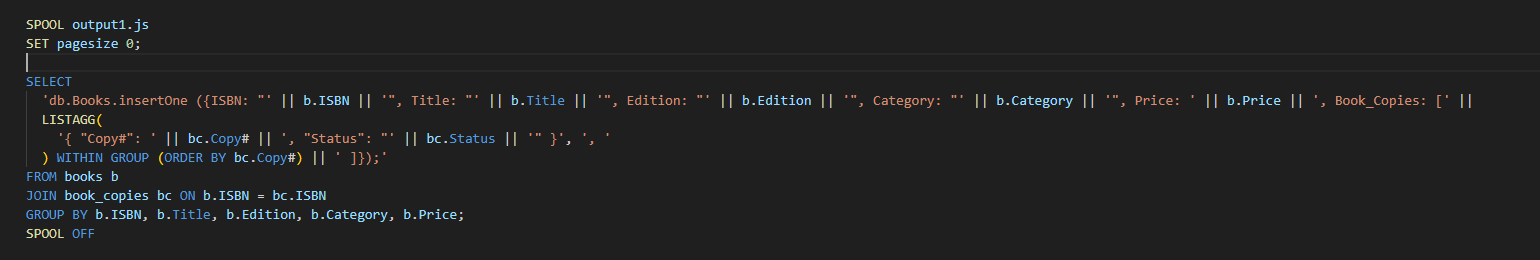 SPOOL output1.js
SET pagesize 0;
SELECT
'db.Books.insertOne ({ISBN: "' || b.ISBN || '", Title: "' || b.Title || '", Edition: "' || b.Edition || '", Category: "' || b.Category || '", Price: ' || b.Price || ', Book_Copies: [' ||
LISTAGG(
'{ "Copy#": ' || bc.Copy# || ', "Status": "' || bc.Status || '" }', ', '
) WITHIN GROUP (ORDER BY bc.Copy#) || ' ]});'
FROM books b
JOIN book_copies bc ON b.ISBN = bc.ISBN
GROUP BY b.ISBN, b.Title, b.Edition, b.Category, b.Price;
SPOOL OFF